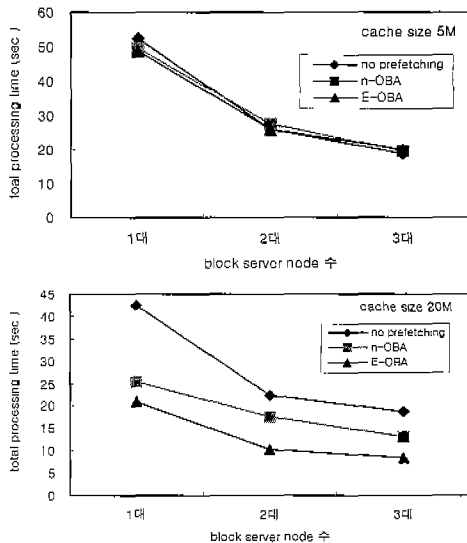 cache size 5M
no prefetching
n-OBA
E-OBA
toal processing time (sec )
60
50
40
30
20
10
0
1대 2대 3대
block server node 수
cache size 20M
no prefetching
n-OBA
E-OBA
total processing time (sec )
45
40
35
30
25
20
15
10
5
0
1대 2대 3대
block server node 수